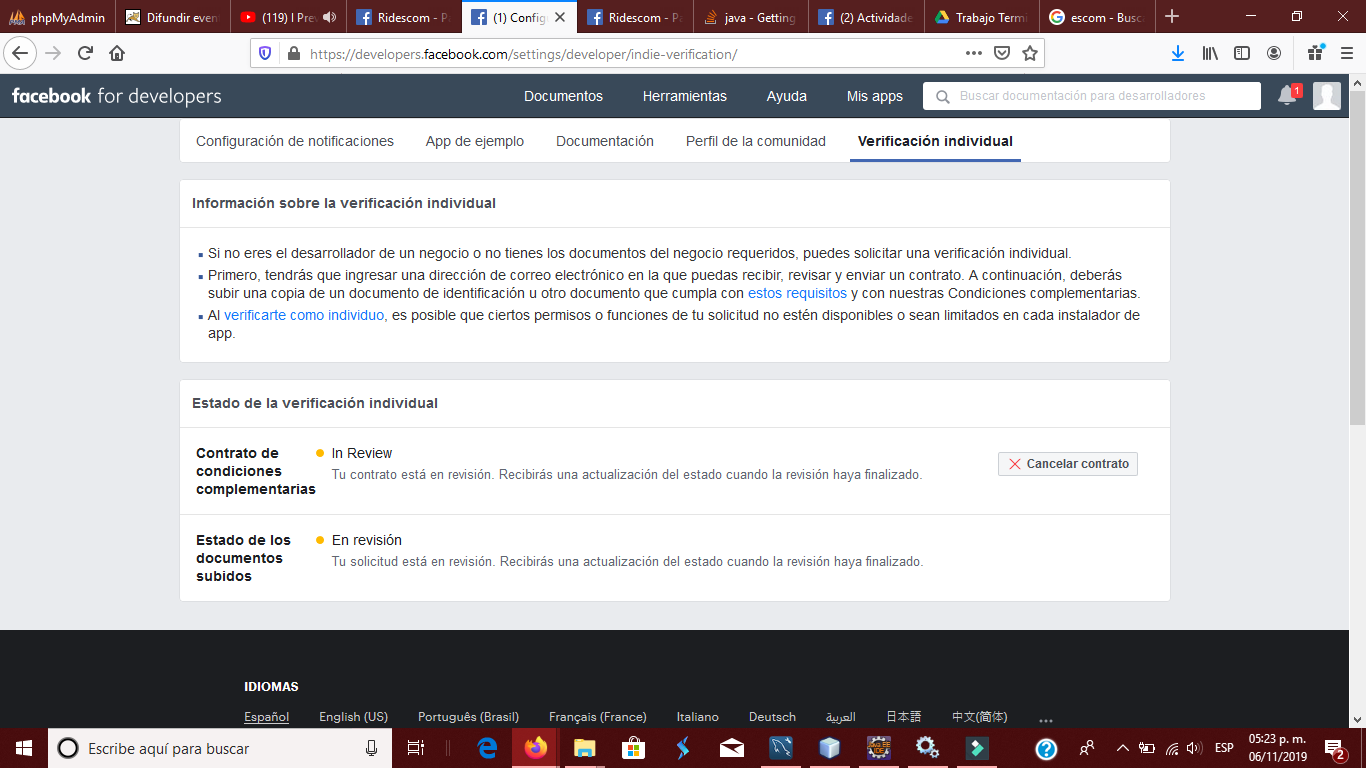 phpMyAdmin
Difundir even
(119) I Prev
Ridescom - Pa
(1) Config
Ridescom - Pa
java - Getting
(2) Actividade
Trabajo Termi
escom - Busc
https://developers.facebook.com/settings/developer/indie-verification/
facebook for developers
Documentos
Herramientas
Ayuda
Mis apps
Buscar documentación para desarrolladores
1
Configuración de notificaciones
App de ejemplo
Documentación
Perfil de la comunidad
Verificación individual
Información sobre la verificación individual
Si no eres el desarrollador de un negocio o no tienes los documentos del negocio requeridos, puedes solicitar una verificación individual.
Primero, tendrás que ingresar una dirección de correo electrónico en la que puedas recibir, revisar y enviar un contrato. A continuación, deberás
subir una copia de un documento de identificación u otro documento que cumpla con estos requisitos y con nuestras Condiciones complementarias.
Al verificarte como individuo, es posible que ciertos permisos o funciones de tu solicitud no estén disponibles o sean limitados en cada instalador de
app.
Estado de la verificación individual
Contrato de
condiciones
complementarias
In Review
Tu contrato está en revisión. Recibirás una actualización del estado cuando la revisión haya finalizado.
Cancelar contrato
Estado de los
documentos
subidos
En revisión
Tu solicitud está en revisión. Recibirás una actualización del estado cuando la revisión haya finalizado.
IDIOMAS
Español
English (US)
Português (Brasil)
Français (France)
Italiano
Deutsch
العربية
日本語
中文(简体)
Escribe aquí para buscar
ESP
05:23 p. m.
06/11/2019
2